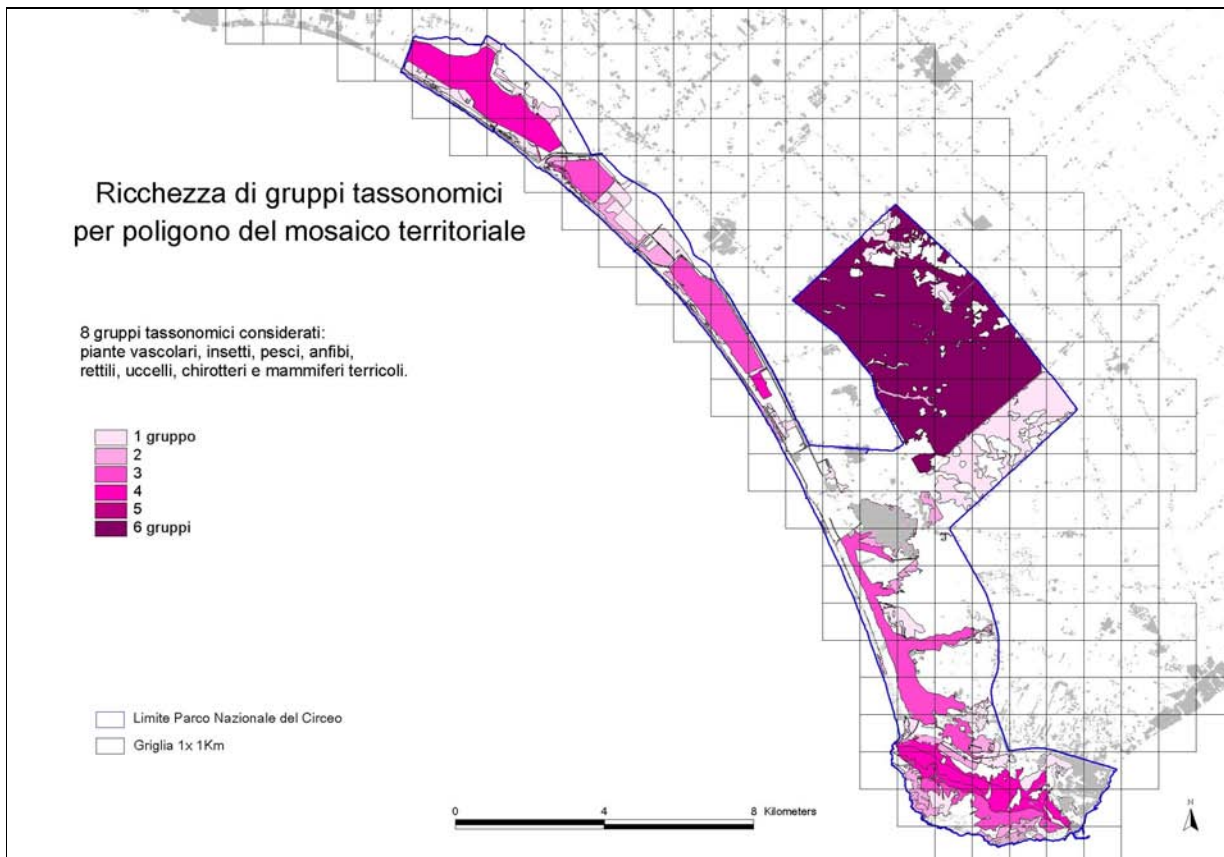 Ricchezza di gruppi tassonomici
per poligono del mosaico territoriale
8 gruppi tassonomici considerati:
piante vascolari, insetti, pesci, anfibi,
rettili, uccelli, chirotteri e mammiferi terricoli.
1 gruppo
2
3
4
5
6 gruppi
Limite Parco Nazionale del Circeo
Griglia 1x 1Km
0 4 8 Kilometers
N